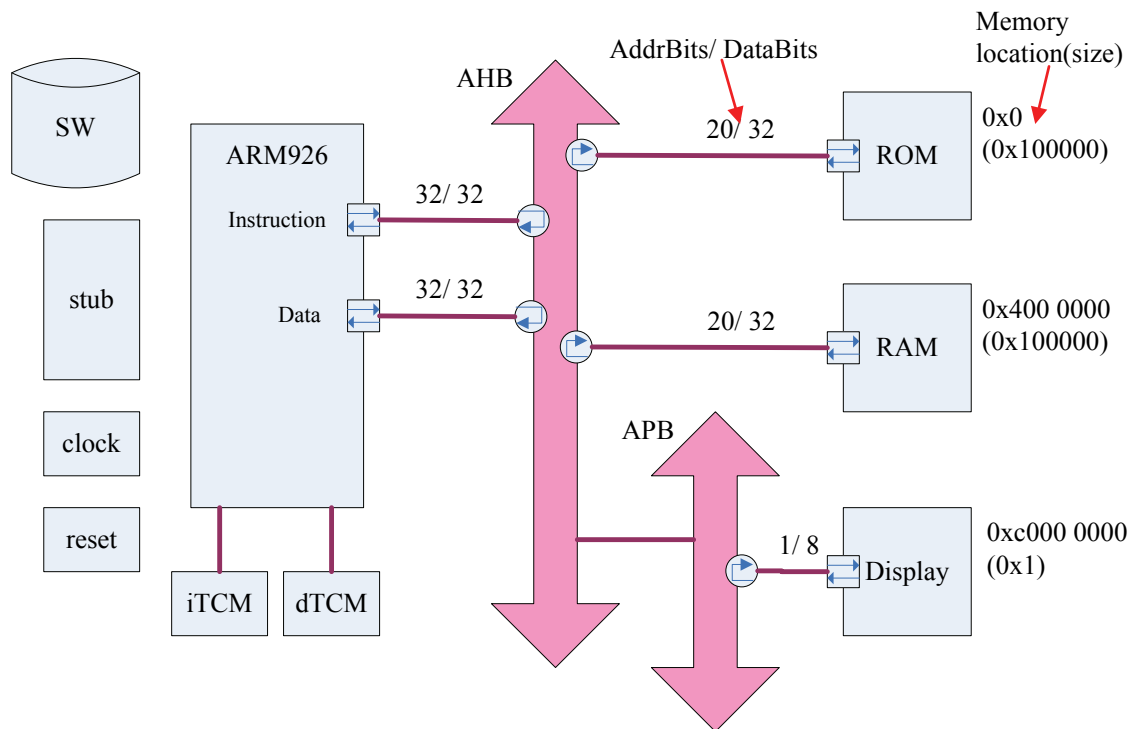 Memory
location(size)
AddrBits/ DataBits
AHB
SW
ARM926
20/ 32
ROM
0x0
(0x100000)
Instruction
32/ 32
stub
Data
32/ 32
20/ 32
RAM
0x400 0000
(0x100000)
clock
APB
reset
1/ 8
Display
0xc000 0000
(0x1)
iTCM
dTCM